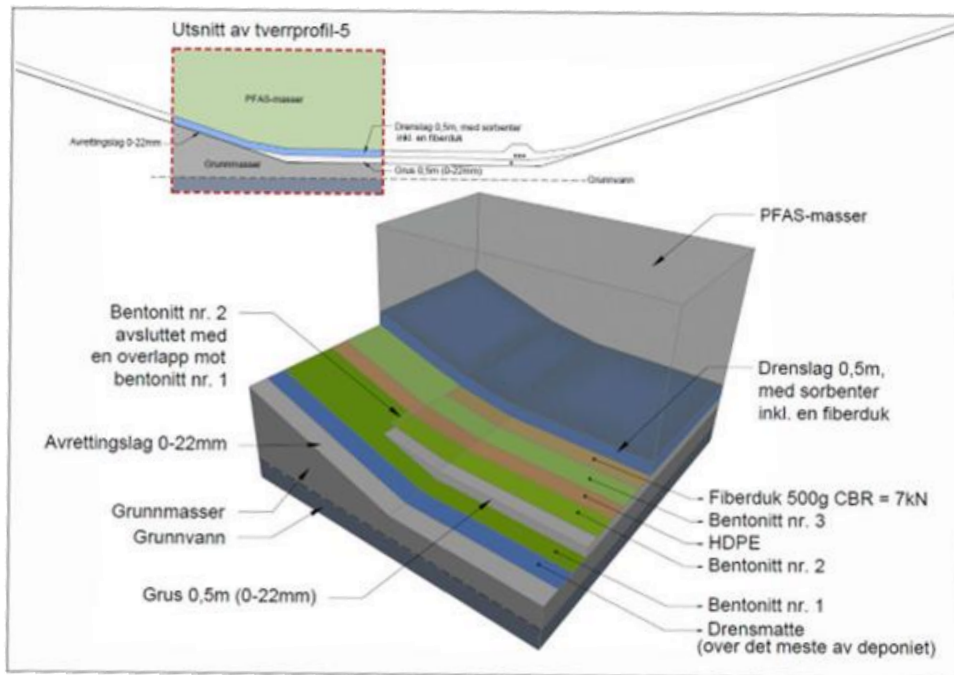 Utsnitt av tverrprofil-5
PFAS-masser
Avrettingslag 0-22mm
Drenslag 0,5m, med sorbenter
inkl. en fiberduk
Grunnmasser
Grus 0,5m (0-22mm)
Grunnvann
PFAS-masser
Bentonitt nr. 2
avsluttet med
en overlapp mot
bentonitt nr. 1
Drenslag 0,5m,
med sorbenter
inkl. en fiberduk
Avrettingslag 0-22mm
Grunnmasser
Grunnvann
Grus 0,5m (0-22mm)
Fiberduk 500g CBR = 7kN
Bentonitt nr. 3
HDPE
Bentonitt nr. 2
Bentonitt nr. 1
Drensmatte
(over det meste av deponiet)